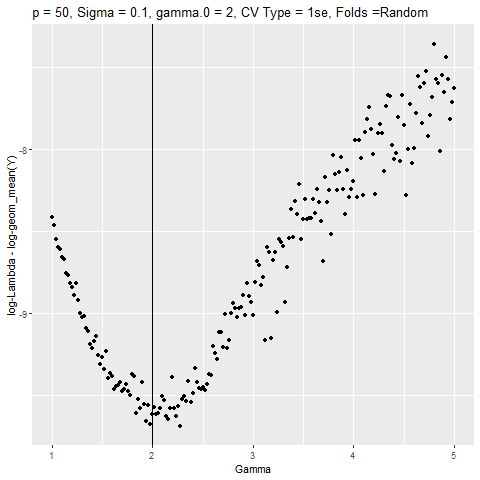 p = 50, Sigma = 0.1, gamma.0 = 2, CV Type = 1se, Folds =Random
log-Lambda - log-geom_mean(Y)
-8
-9
1 2 3 4 5
Gamma